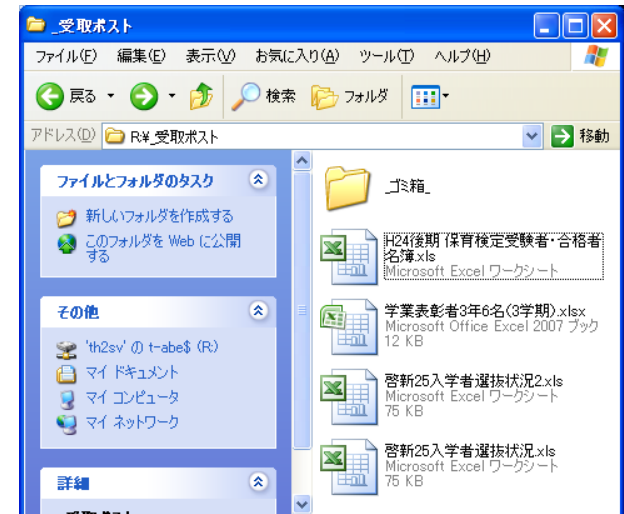 _受取ポスト
ファイル(F) 編集(E) 表示(V) お気に入り(A) ツール(T) ヘルプ(H)
戻る 検索 フォルダ
アドレス(D) R:¥_受取ポスト 移動
ファイルとフォルダのタスク
新しいフォルダを作成する
このフォルダを Web に公開
する
その他
'th2sv' の t-abe$ (R:)
マイ ドキュメント
マイ コンピュータ
マイ ネットワーク
詳細
_受取ポスト
_ゴミ箱_
H24後期 保育検定受験者・合格者
名簿.xls
Microsoft Excel ワークシート
学業表彰者3年6名(3学期).xlsx
Microsoft Office Excel 2007 ブック
12 KB
啓新25入学者選抜状況2.xls
Microsoft Excel ワークシート
75 KB
啓新25入学者選抜状況.xls
Microsoft Excel ワークシート
75 KB